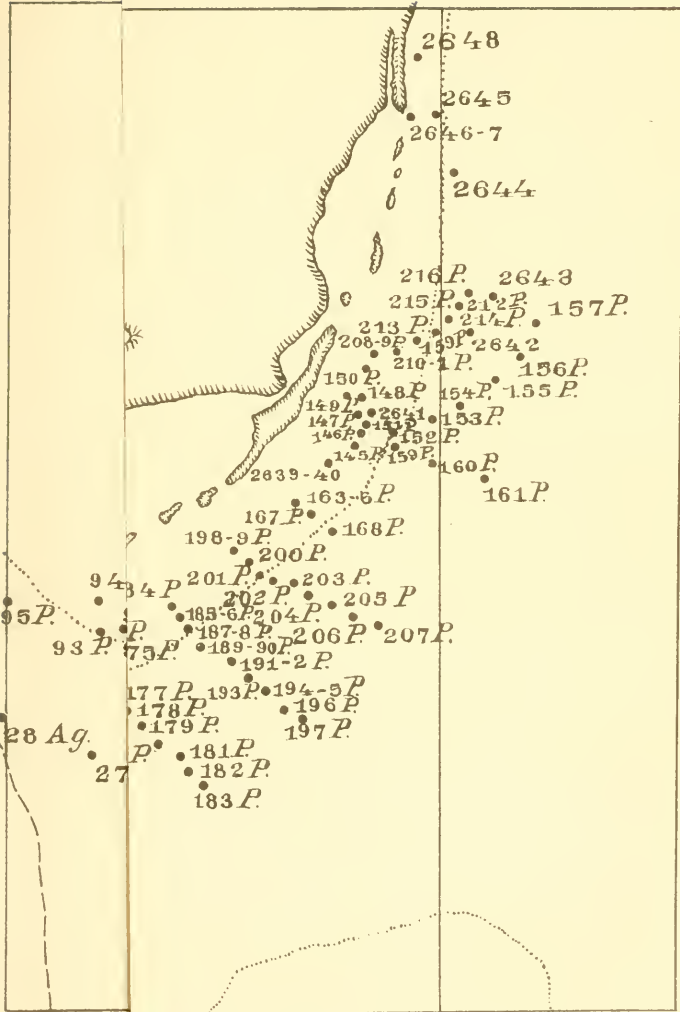 2648
2645
2646-7
2644
216 P.
2643
215 P.
212 P.
157 P.
214 P.
213 P.
159 P.
2642
208-9 P.
210-1 P.
156 P.
150 P.
155 P.
148 P.
154 P.
149 P.
2641
153 P.
147 P.
151 P.
146 P.
152 P.
145 P.
159 P.
2639-40
160 P.
161 P.
163-6 P.
167 P.
168 P.
198-9 P.
200 P.
201 P.
203 P.
94
84 P
202 P.
205 P
95 P.
185-6 P.
204 P.
93 P.
P.
187-8 P.
206 P.
207 P.
75 P.
189-90 P.
191-2 P.
177 P.
193 P.
194-5 P.
178 P.
196 P.
179 P.
197 P.
28 Ag.
27
P.
181 P.
182 P.
183 P.